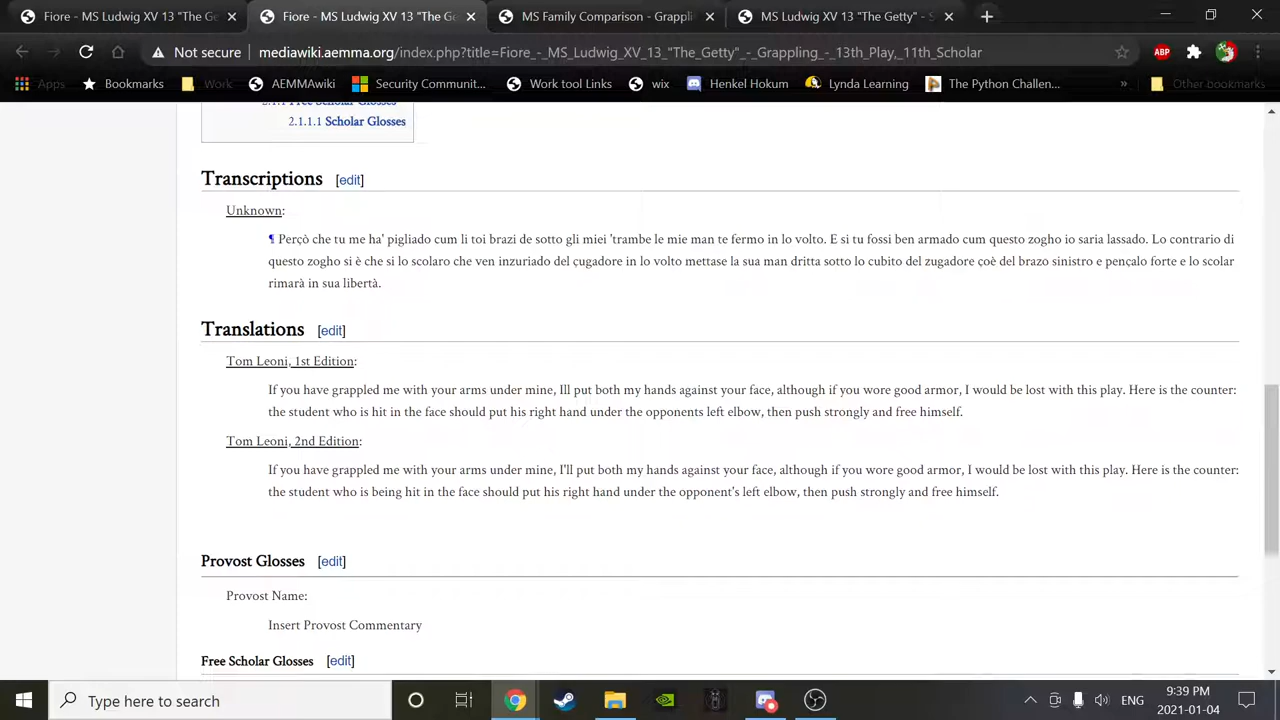 Fiore - MS Ludwig XV 13 "The Ge
Fiore - MS Ludwig XV 13 "The Ge
MS Family Comparison - Grappli
MS Ludwig XV 13 "The Getty" - S
Not secure
mediawiki.aemma.org/index.php?title=Fiore_-_MS_Ludwig_XV_13_"The_Getty"_-_Grappling_-_13th_Play,_11th_Scholar
ABP
Apps
Bookmarks
Work
AEMMAwiki
Security Communit...
Work tool Links
wix
Henkel Hokum
Lynda Learning
The Python Challen...
»
Other bookmarks
2.1.1 Free Scholar Glosses
2.1.1.1 Scholar Glosses
Transcriptions [edit]
Unknown:
¶ Perçò che tu me ha' pigliado cum li toi brazi de sotto gli miei 'trambe le mie man te fermo in lo volto. E si tu fossi ben armado cum questo zogho io saria lassado. Lo contrario di
questo zogho si è che si lo scolaro che ven inzuriado del çugadore in lo volto mettase la sua man dritta sotto lo cubito del zugadore çoè del brazo sinistro e pençalo forte e lo scolar
rimarà in sua libertà.
Translations [edit]
Tom Leoni, 1st Edition:
If you have grappled me with your arms under mine, Ill put both my hands against your face, although if you wore good armor, I would be lost with this play. Here is the counter:
the student who is hit in the face should put his right hand under the opponents left elbow, then push strongly and free himself.
Tom Leoni, 2nd Edition:
If you have grappled me with your arms under mine, I'll put both my hands against your face, although if you wore good armor, I would be lost with this play. Here is the counter:
the student who is being hit in the face should put his right hand under the opponent's left elbow, then push strongly and free himself.
Provost Glosses [edit]
Provost Name:
Insert Provost Commentary
Free Scholar Glosses [edit]
Type here to search
ENG
9:39 PM
2021-01-04